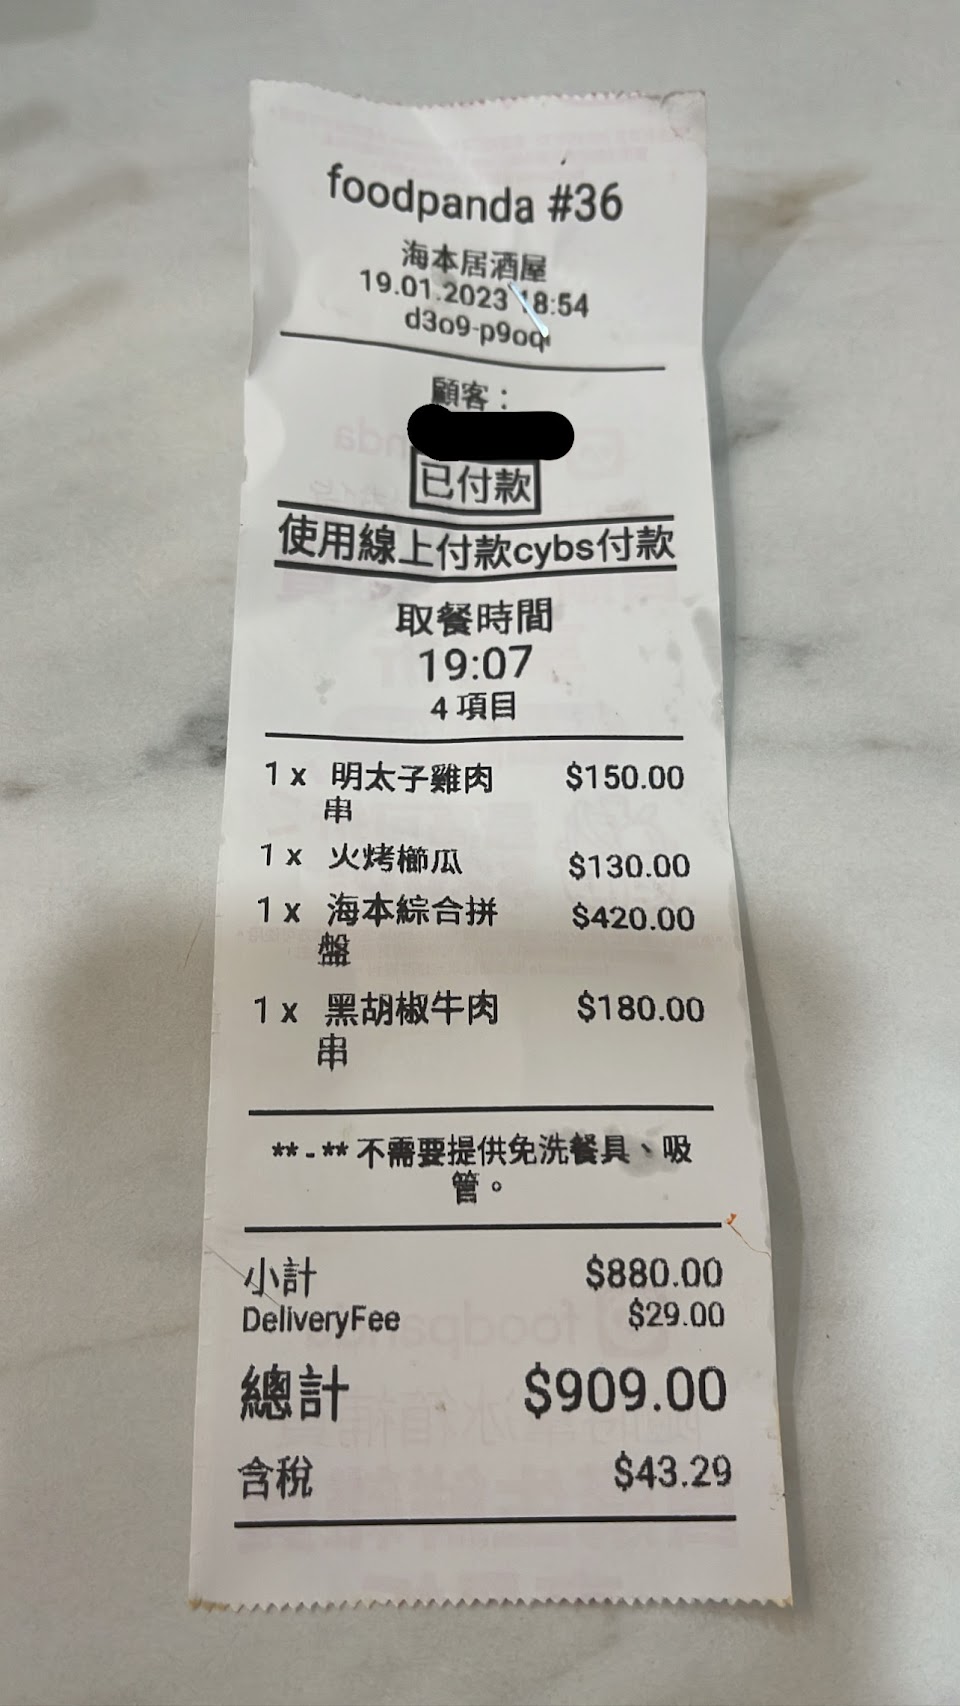 foodpanda #36
海本居酒屋
19.01.2023 18:54
d3o9-p9oq
顧客：
已付款
使用線上付款cybs付款
取餐時間
19:07
4 項目
1 x 明太子雞肉 $150.00
串
1 x 火烤櫛瓜 $130.00
1 x 海本綜合拼 $420.00
盤
1 x 黑胡椒牛肉 $180.00
串
** - ** 不需要提供免洗餐具、吸
管。
小計 $880.00
DeliveryFee $29.00
總計 $909.00
含稅 $43.29